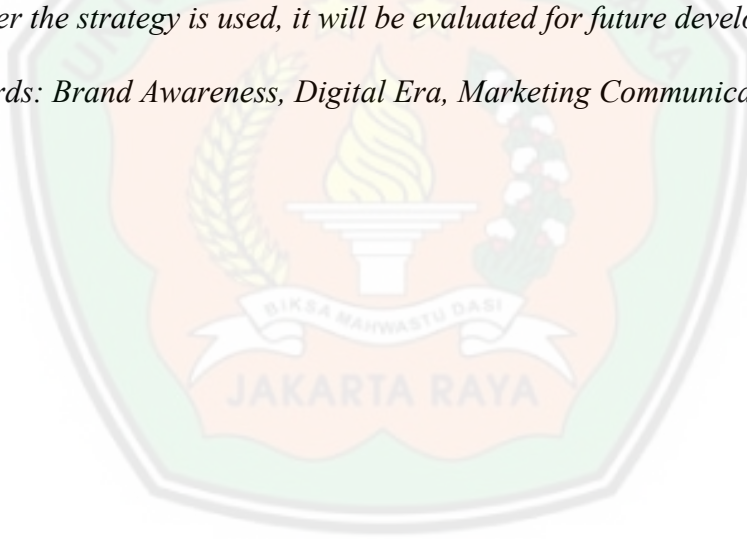 er the strategy is used, it will be evaluated for future develo
rds: Brand Awareness, Digital Era, Marketing Communica
BIKSA MAHWASTU DASI
JAKARTA RAYA